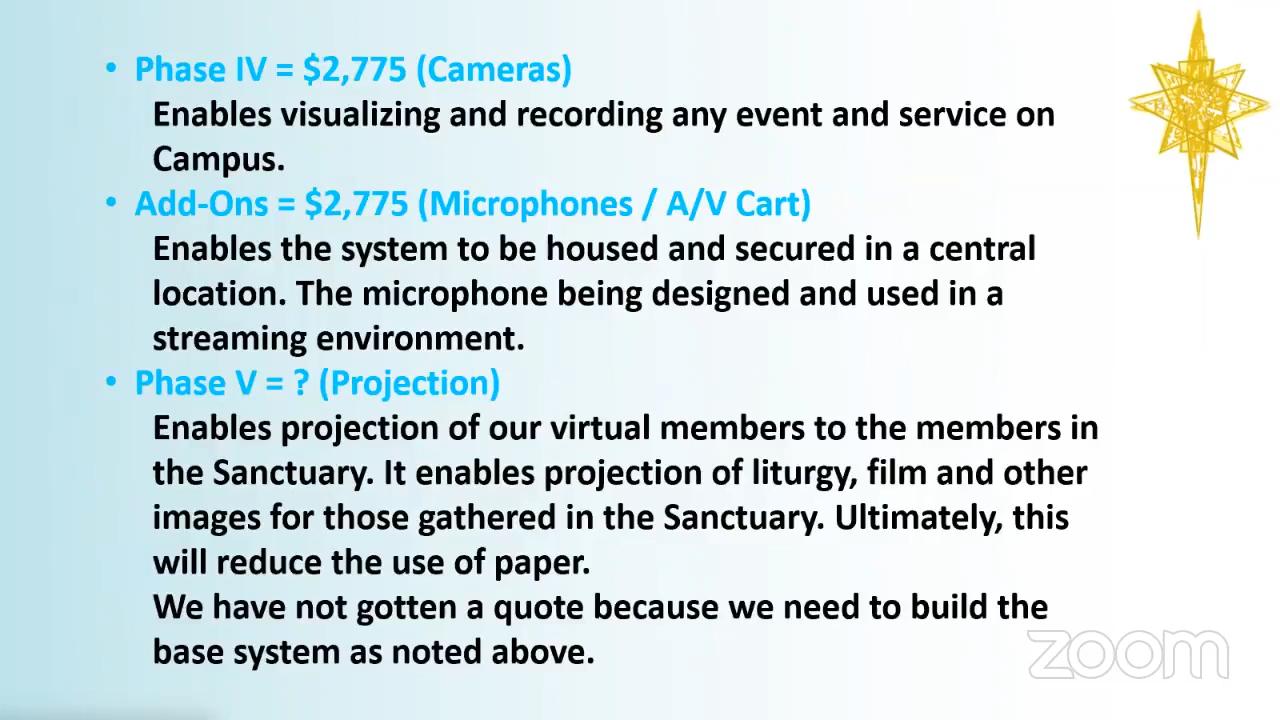 • Phase IV = $2,775 (Cameras)
Enables visualizing and recording any event and service on
Campus.
• Add-Ons = $2,775 (Microphones / A/V Cart)
Enables the system to be housed and secured in a central
location. The microphone being designed and used in a
streaming environment.
• Phase V = ? (Projection)
Enables projection of our virtual members to the members in
the Sanctuary. It enables projection of liturgy, film and other
images for those gathered in the Sanctuary. Ultimately, this
will reduce the use of paper.
We have not gotten a quote because we need to build the
base system as noted above.
zoom